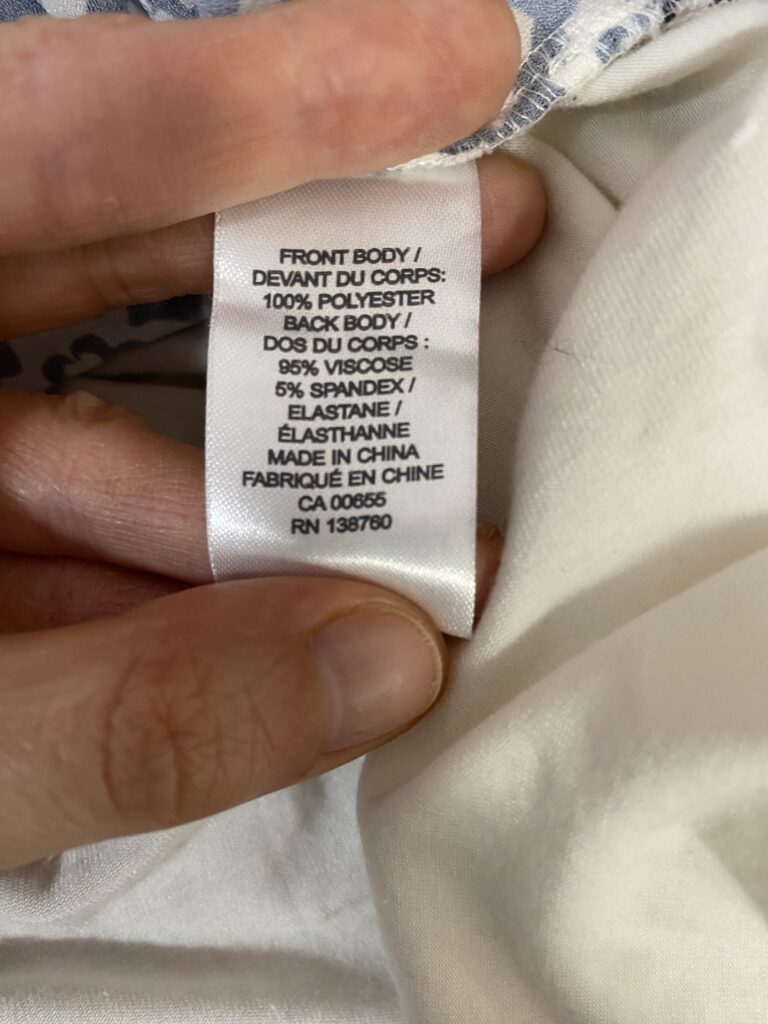 FRONT BODY /
DEVANT DU CORPS:
100% POLYESTER
BACK BODY /
DOS DU CORPS :
95% VISCOSE
5% SPANDEX /
ELASTANE /
ÉLASTHANNE
MADE IN CHINA
FABRIQUÉ EN CHINE
CA 00655
RN 138760